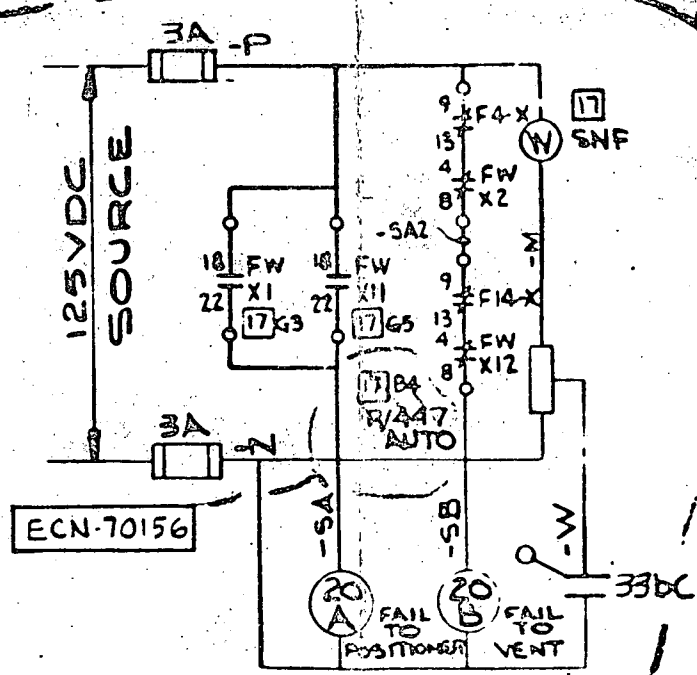 3A -P
125VDC
SOURCE
9 F4-X
13
17
W SNF
4 FW
8 X2
-SA2
-M
18 FW
X1
22
17 G3
18 FW
X11
22
17 G5
9 F14-X
13
4 FW
8 X12
17 B4
R/447
AUTO
3A N
ECN-70156
-SA
-SB
-W
20
A
FAIL
TO
POSITIONER
20
B
FAIL
TO
VENT
33bC